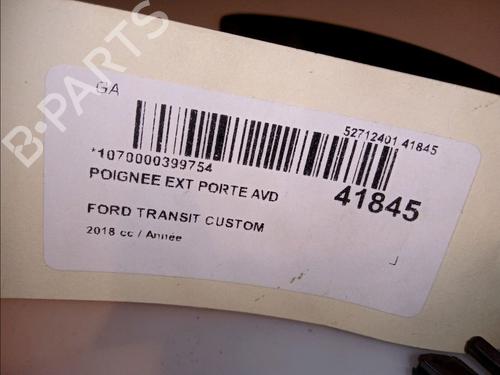 GA
52712401 41845
*1070000399754
41845
POIGNEE EXT PORTE AVD
FORD TRANSIT CUSTOM
2018 cc / Année
B-PARTS